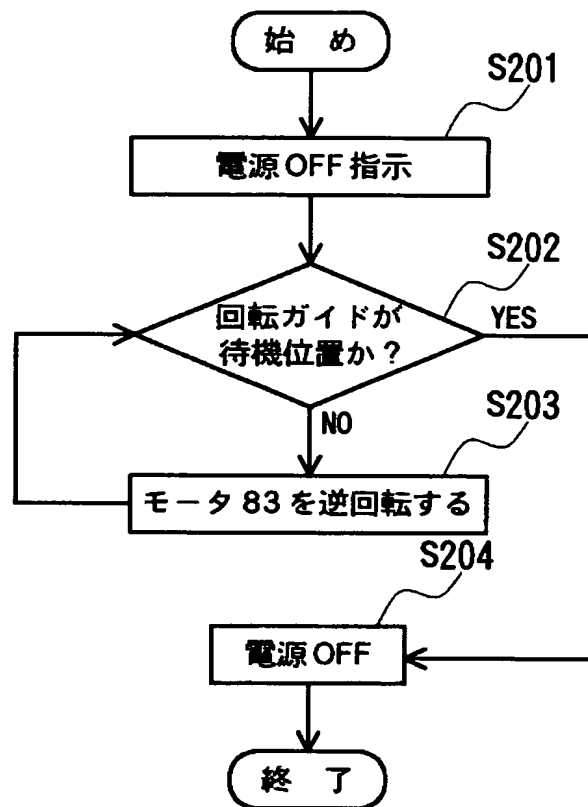 始 め
S201
電源OFF指示
S202
回転ガイドが
待機位置か？
YES
NO
S203
モータ83を逆回転する
S204
電源OFF
終 了